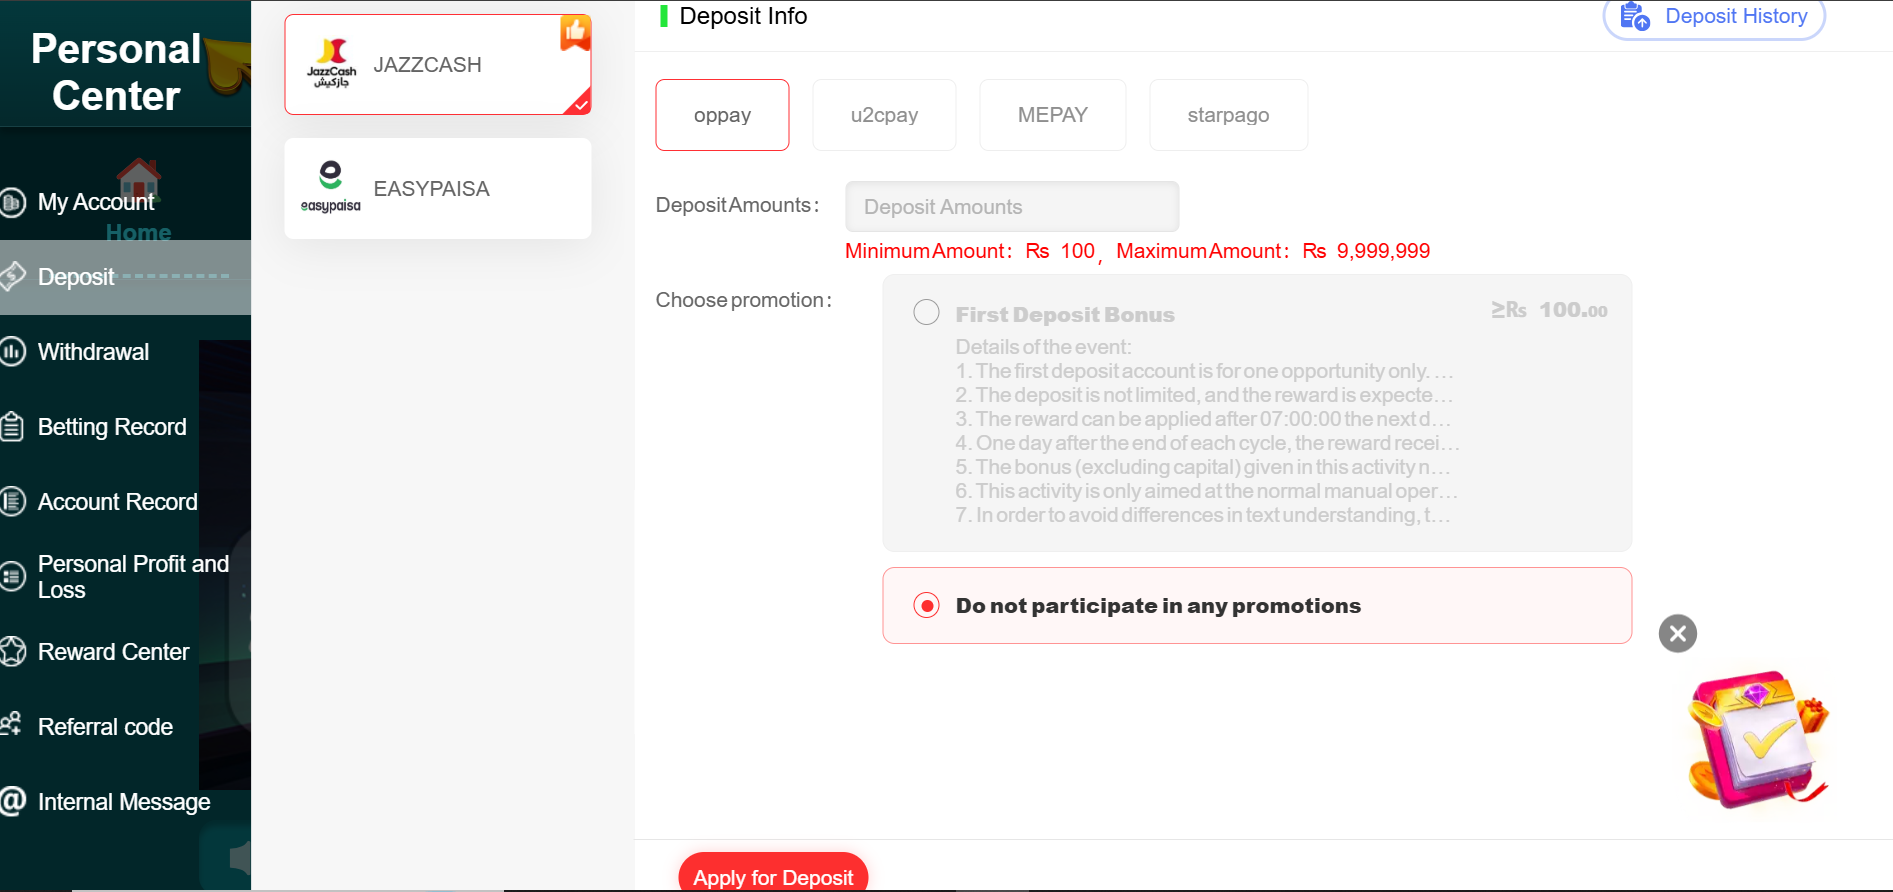 Personal
Center
Home
My Account
Deposit
Withdrawal
Betting Record
Account Record
Personal Profit and
Loss
Reward Center
Referral code
Internal Message
JazzCash
جازکیش
JAZZCASH
easypaisa
EASYPAISA
Deposit Info
Deposit History
oppay
u2cpay
MEPAY
starpago
Deposit Amounts:
Deposit Amounts
Minimum Amount: Rs 100, Maximum Amount: Rs 9,999,999
Choose promotion:
First Deposit Bonus
≥Rs 100.00
Details of the event:
1. The first deposit account is for one opportunity only. ...
2. The deposit is not limited, and the reward is expecte...
3. The reward can be applied after 07:00:00 the next d...
4. One day after the end of each cycle, the reward recei...
5. The bonus (excluding capital) given in this activity n...
6. This activity is only aimed at the normal manual oper...
7. In order to avoid differences in text understanding, t...
Do not participate in any promotions
Apply for Deposit